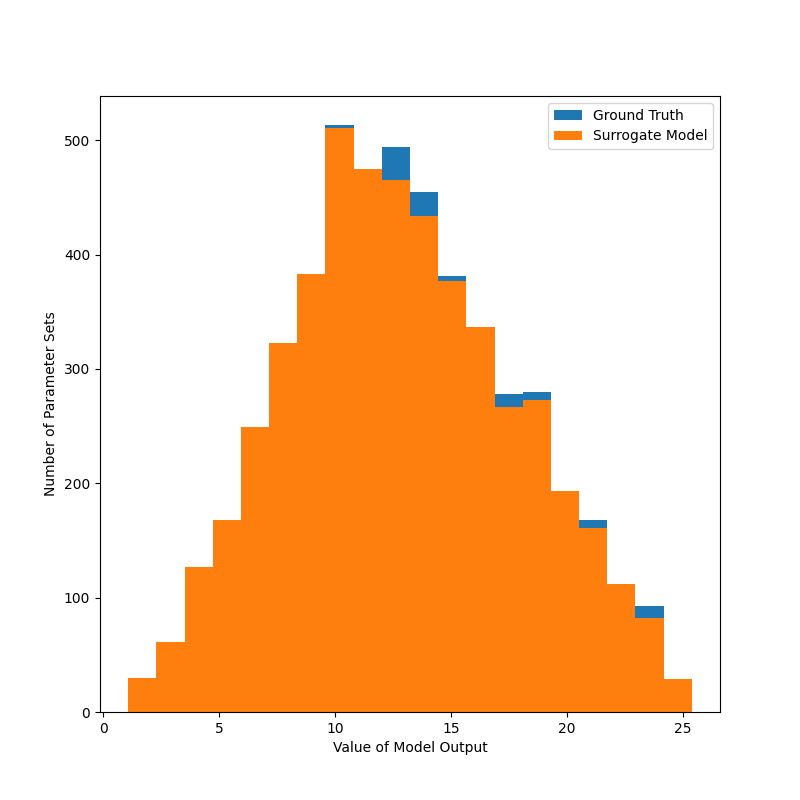 Ground Truth
Surrogate Model
500
400
300
200
100
0
Number of Parameter Sets
0 5 10 15 20 25
Value of Model Output